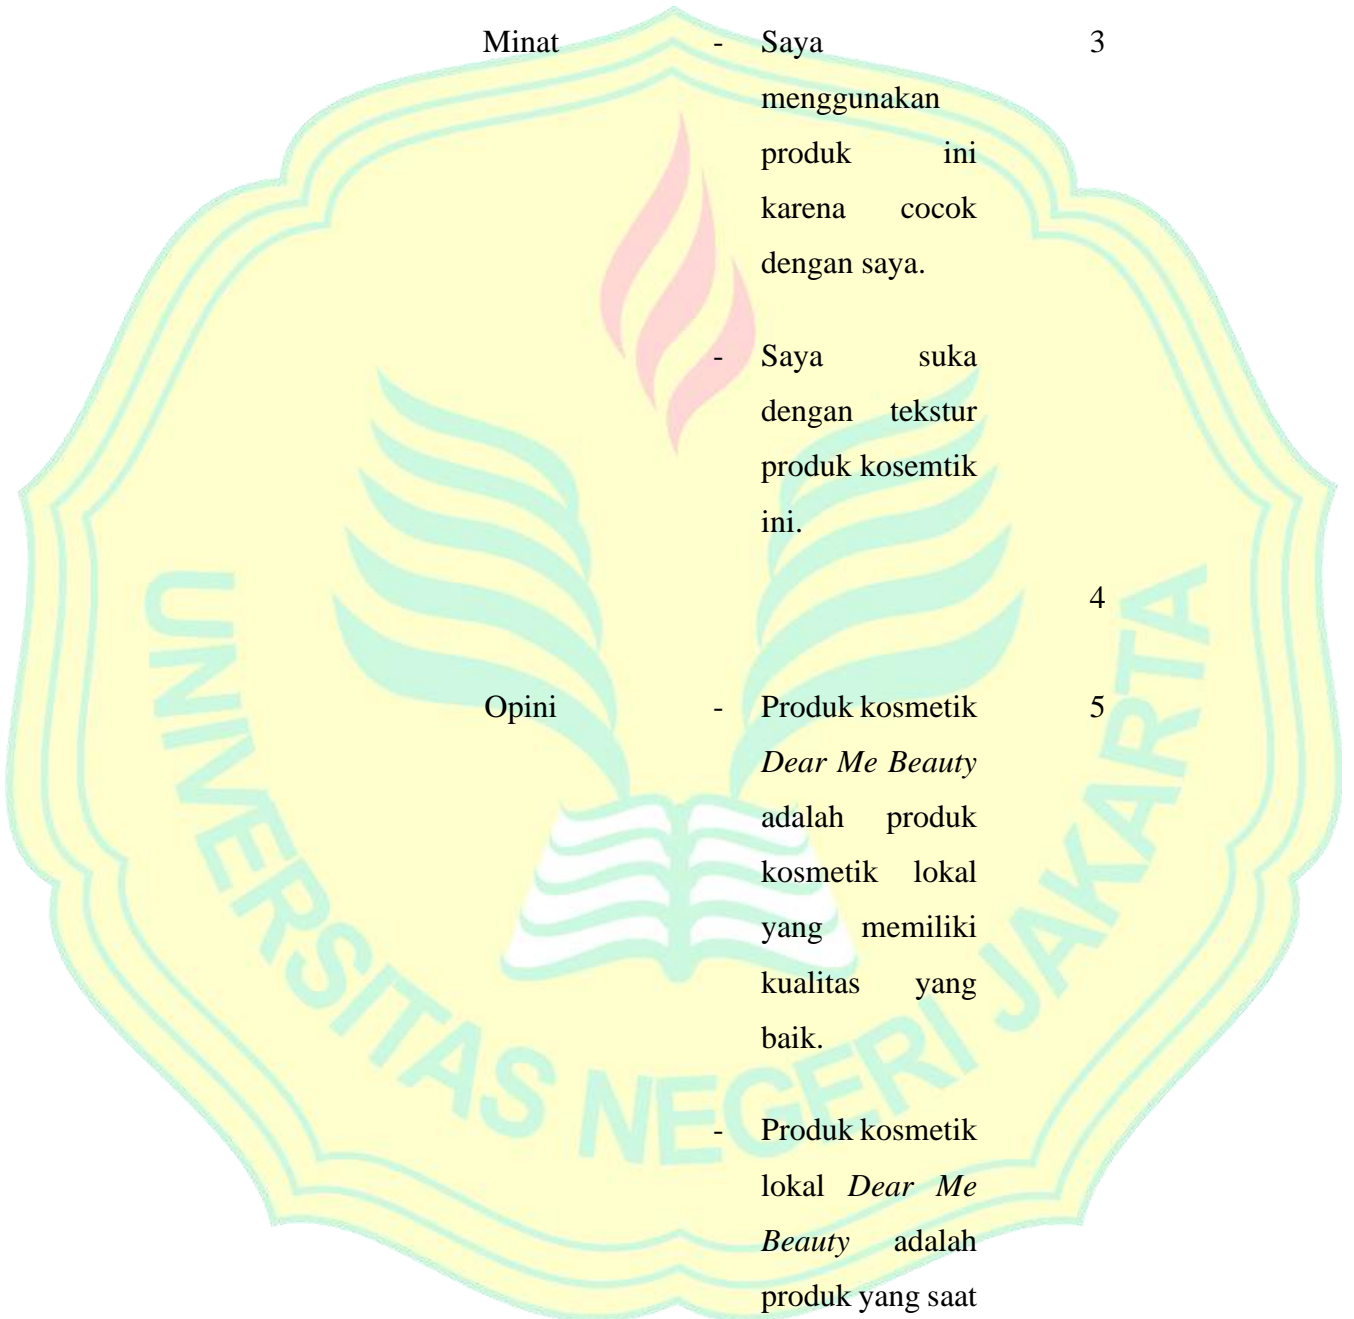 Minat - Saya 3
menggunakan
produk ini
karena cocok
dengan saya.
- Saya suka
dengan tekstur
produk kosemtik
ini.
4
Opini - Produk kosmetik 5
Dear Me Beauty
adalah produk
kosmetik lokal
yang memiliki
kualitas yang
baik.
- Produk kosmetik
lokal Dear Me
Beauty adalah
produk yang saat
UNIVERSITAS NEGERI JAKARTA